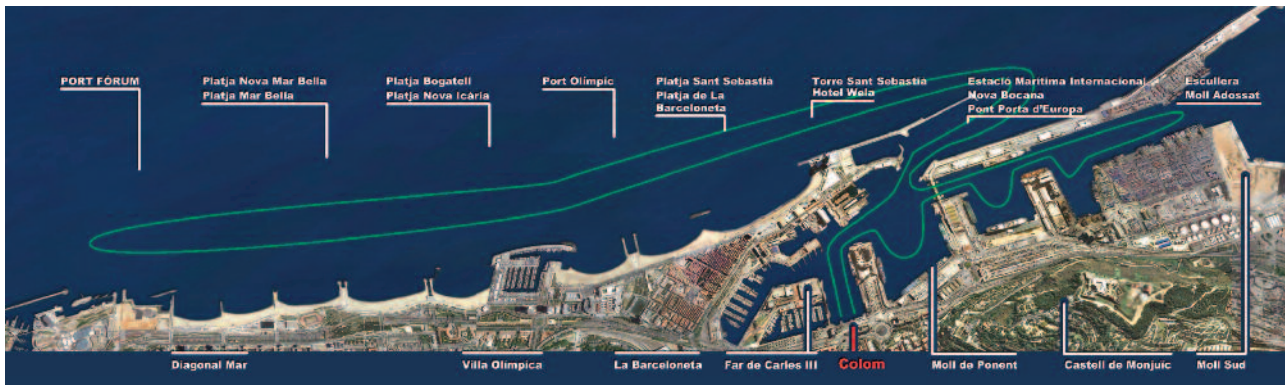 PORT FÒRUM
Platja Nova Mar Bella
Platja Mar Bella
Platja Bogatell
Platja Nova Icària
Port Olímpic
Platja Sant Sebastià
Platja de La
Barceloneta
Torre Sant Sebastià
Hotel Wela
Estació Marítima Internacional
Nova Bocana
Pont Porta d'Europa
Escullera
Moll Adossat
Diagonal Mar
Villa Olímpica
La Barceloneta
Far de Carles III
Colom
Moll de Ponent
Castell de Monjuïc
Moll Sud